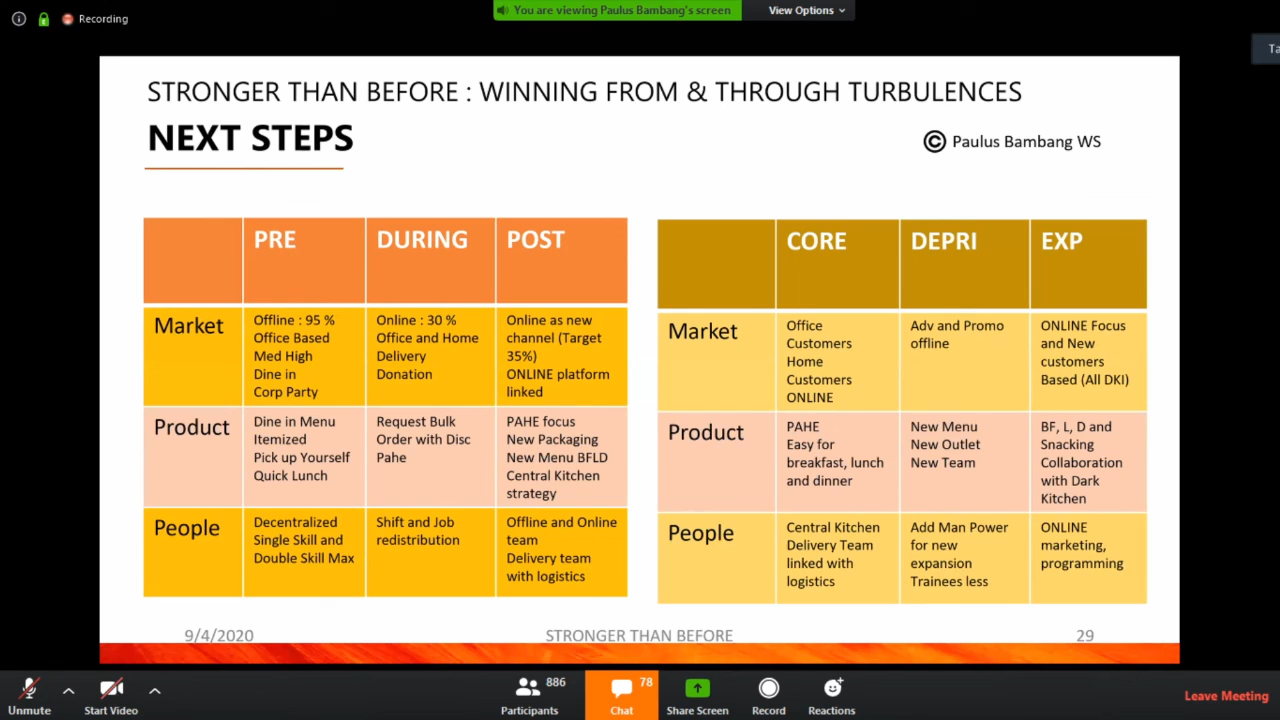 Recording
You are viewing Paulus Bambang's screen
View Options
Ta
STRONGER THAN BEFORE : WINNING FROM & THROUGH TURBULENCES
NEXT STEPS
© Paulus Bambang WS
PRE
DURING
POST
Market
Offline : 95 %
Office Based
Med High
Dine in
Corp Party
Online : 30 %
Office and Home
Delivery
Donation
Online as new
channel (Target
35%)
ONLINE platform
linked
Product
Dine in Menu
Itemized
Pick up Yourself
Quick Lunch
Request Bulk
Order with Disc
Pahe
PAHE focus
New Packaging
New Menu BFLD
Central Kitchen
strategy
People
Decentralized
Single Skill and
Double Skill Max
Shift and Job
redistribution
Offline and Online
team
Delivery team
with logistics
CORE
DEPRI
EXP
Market
Office
Customers
Home
Customers
ONLINE
Adv and Promo
offline
ONLINE Focus
and New
customers
Based (All DKI)
Product
PAHE
Easy for
breakfast, lunch
and dinner
New Menu
New Outlet
New Team
BF, L, D and
Snacking
Collaboration
with Dark
Kitchen
People
Central Kitchen
Delivery Team
linked with
logistics
Add Man Power
for new
expansion
Trainees less
ONLINE
marketing,
programming
9/4/2020
STRONGER THAN BEFORE
29
Unmute
Start Video
886
Participants
78
Chat
Share Screen
Record
Reactions
Leave Meeting